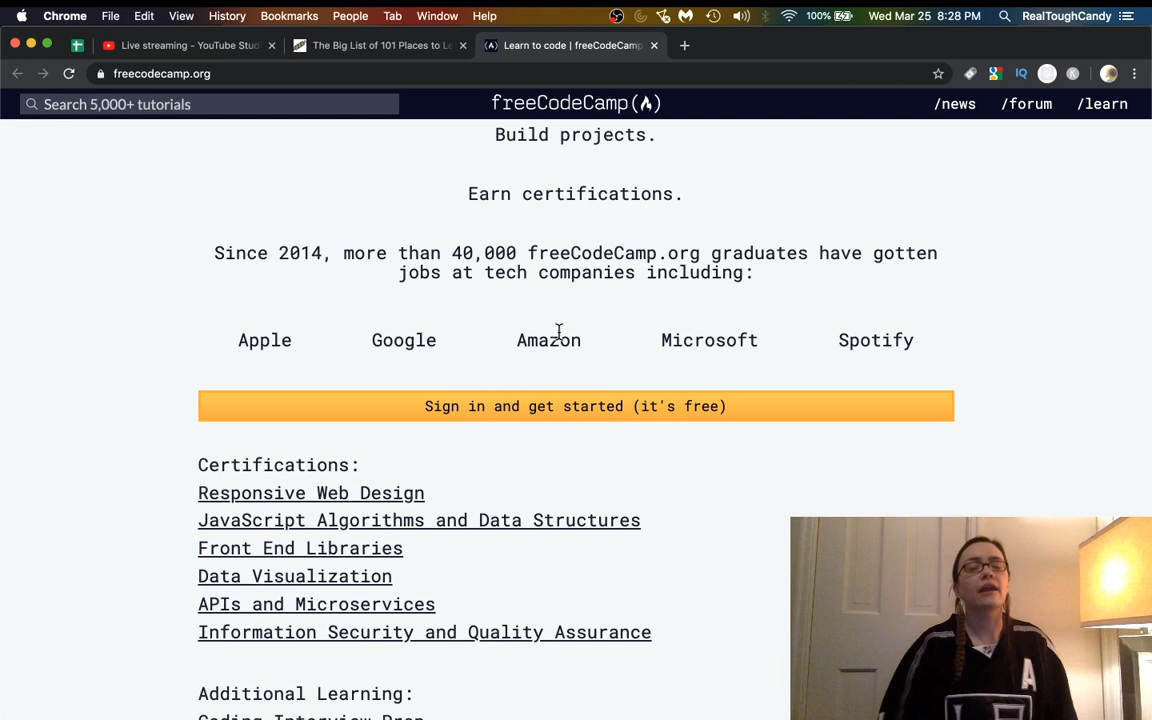 Chrome File Edit View History Bookmarks People Tab Window Help 100% Wed Mar 25 8:28 PM RealToughCandy
Live streaming - YouTube Stud × The Big List of 101 Places to Le × Learn to code | freeCodeCamp. × +
freecodecamp.org IQ K
Search 5,000+ tutorials freeCodeCamp /news /forum /learn
Build projects.
Earn certifications.
Since 2014, more than 40,000 freeCodeCamp.org graduates have gotten
jobs at tech companies including:
Apple Google Amazon Microsoft Spotify
Sign in and get started (it's free)
Certifications:
Responsive Web Design
JavaScript Algorithms and Data Structures
Front End Libraries
Data Visualization
APIs and Microservices
Information Security and Quality Assurance
Additional Learning:
Coding Interview Prep
A